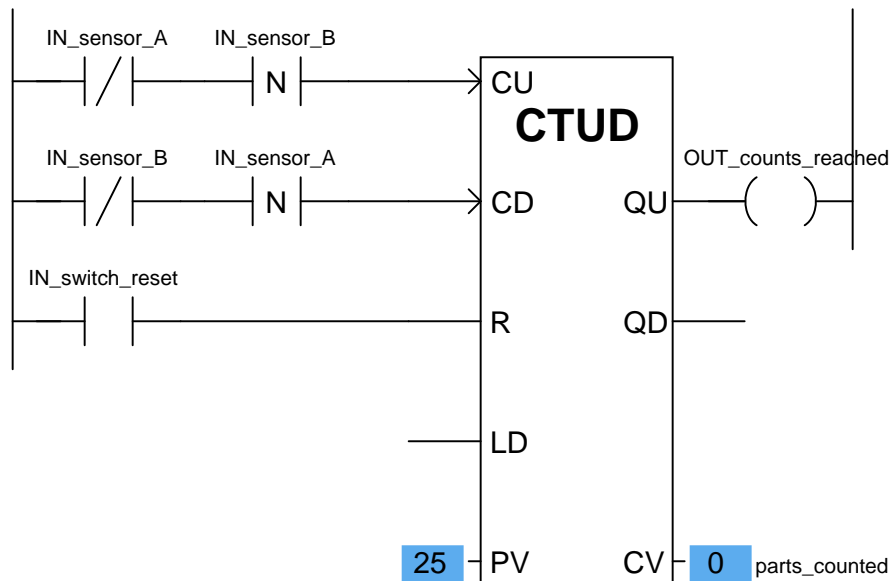 IN_sensor_A IN_sensor_B
N CU
CTUD
IN_sensor_B IN_sensor_A OUT_counts_reached
N CD QU
IN_switch_reset
R QD
LD
25 PV CV 0 parts_counted